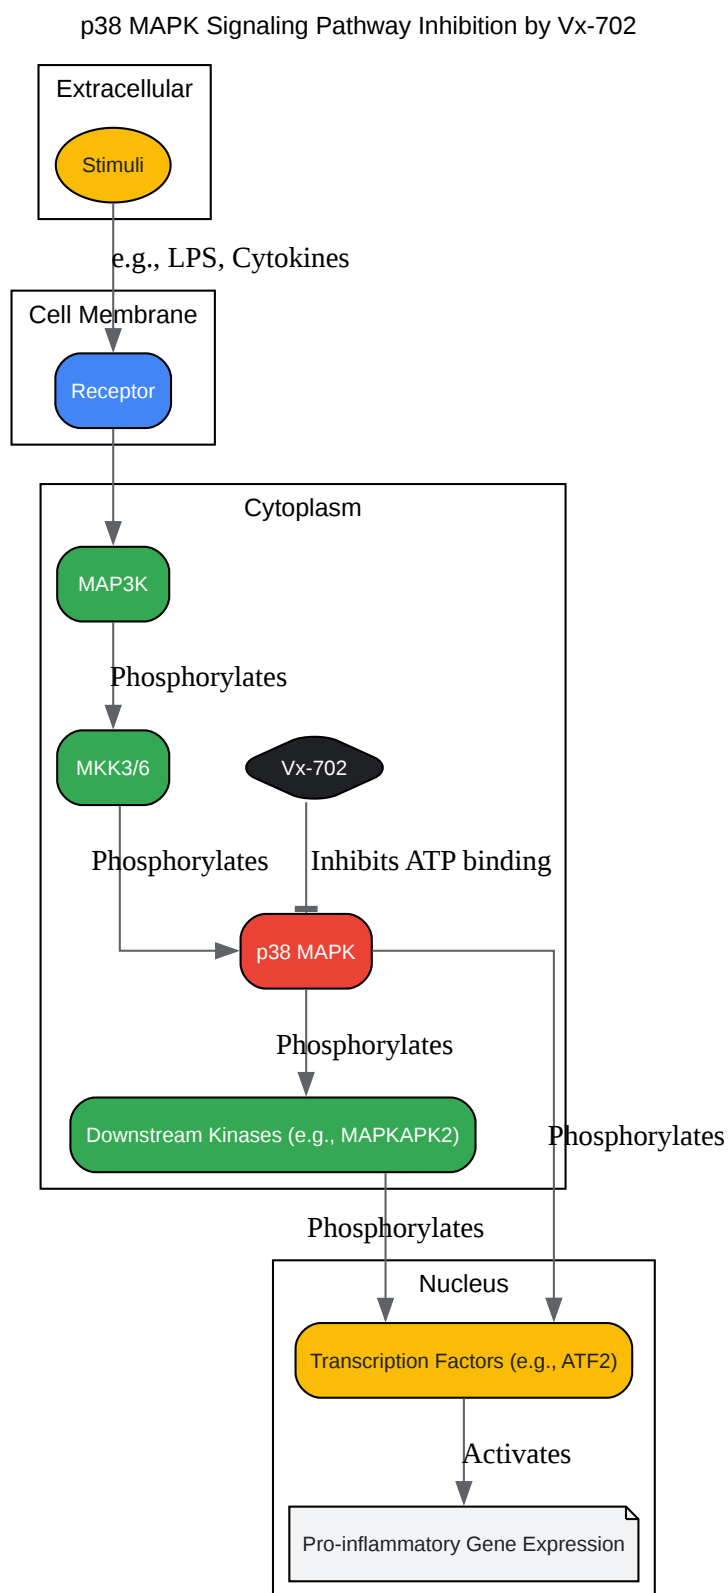 p38 MAPK Signaling Pathway Inhibition by Vx-702
Extracellular
Stimuli
e.g., LPS, Cytokines
Cell Membrane
Receptor
Cytoplasm
MAP3K
Phosphorylates
MKK3/6
Vx-702
Phosphorylates
Inhibits ATP binding
p38 MAPK
Phosphorylates
Downstream Kinases (e.g., MAPKAPK2)
Phosphorylates
Phosphorylates
Nucleus
Transcription Factors (e.g., ATF2)
Activates
Pro-inflammatory Gene Expression